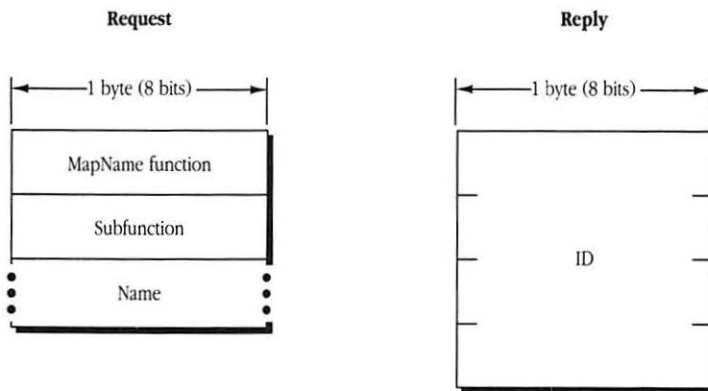 Request
Reply
1 byte (8 bits)
1 byte (8 bits)
MapName function
Subfunction
ID
Name